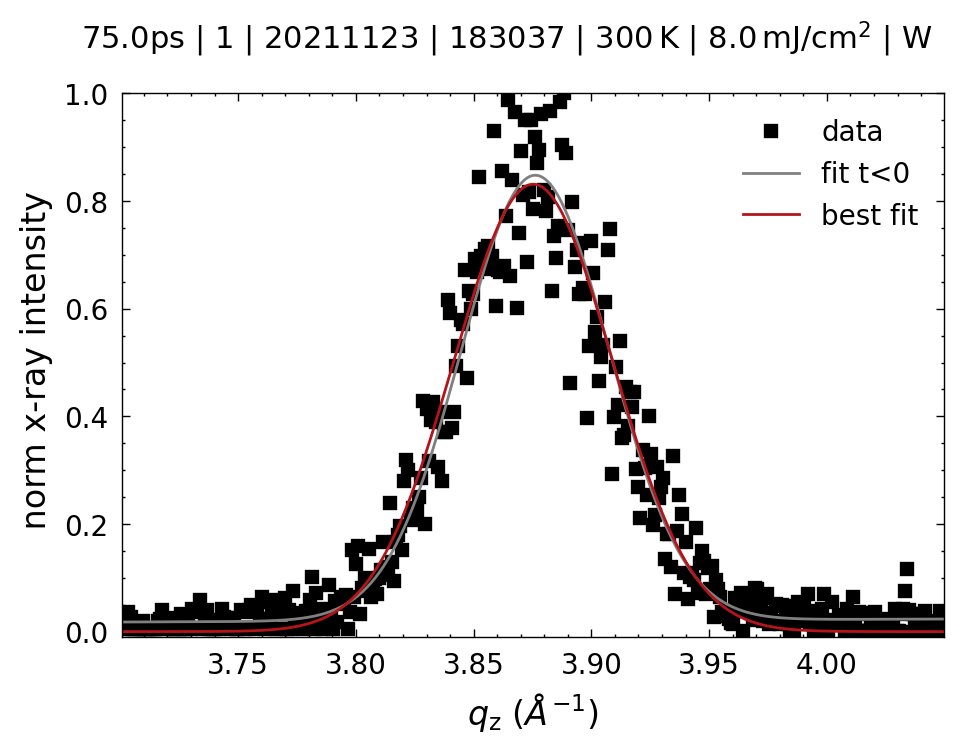 75.0ps | 1 | 20211123 | 183037 | 300 K | 8.0 mJ/cm² | W
1.0
0.8
0.6
0.4
0.2
0.0
norm x-ray intensity
data
fit t<0
best fit
3.75 3.80 3.85 3.90 3.95 4.00
q_z (Å⁻¹)